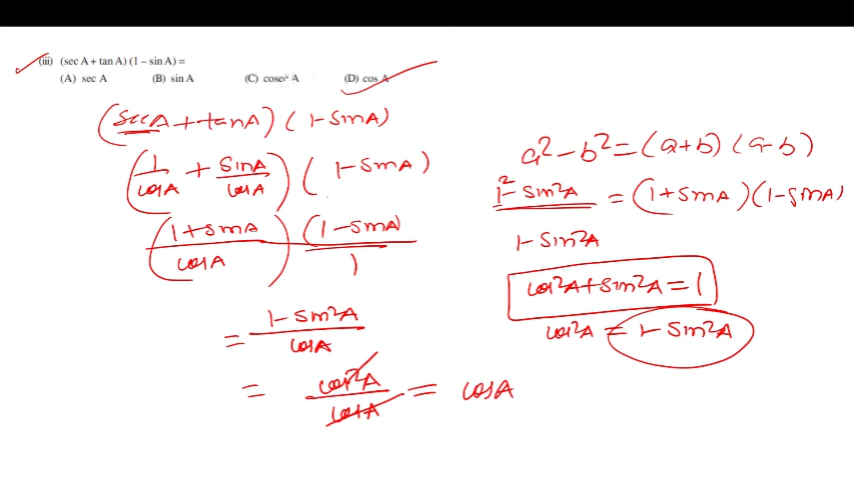 (iii) (sec A + tan A) (1 – sin A) =
(A) sec A (B) sin A (C) cosec A (D) cos A
(secA + tanA) (1-sinA)
(1/cosA + sinA/cosA) (1-sinA)
(1+sinA/cosA) (1-sinA)/1
= 1-sin²A/cosA
= cos²A/cosA = cosA
a²-b² = (a+b) (a-b)
1²-sin²A = (1+sinA) (1-sinA)
1-sin²A
cos²A+sin²A = 1
cos²A = 1-sin²A